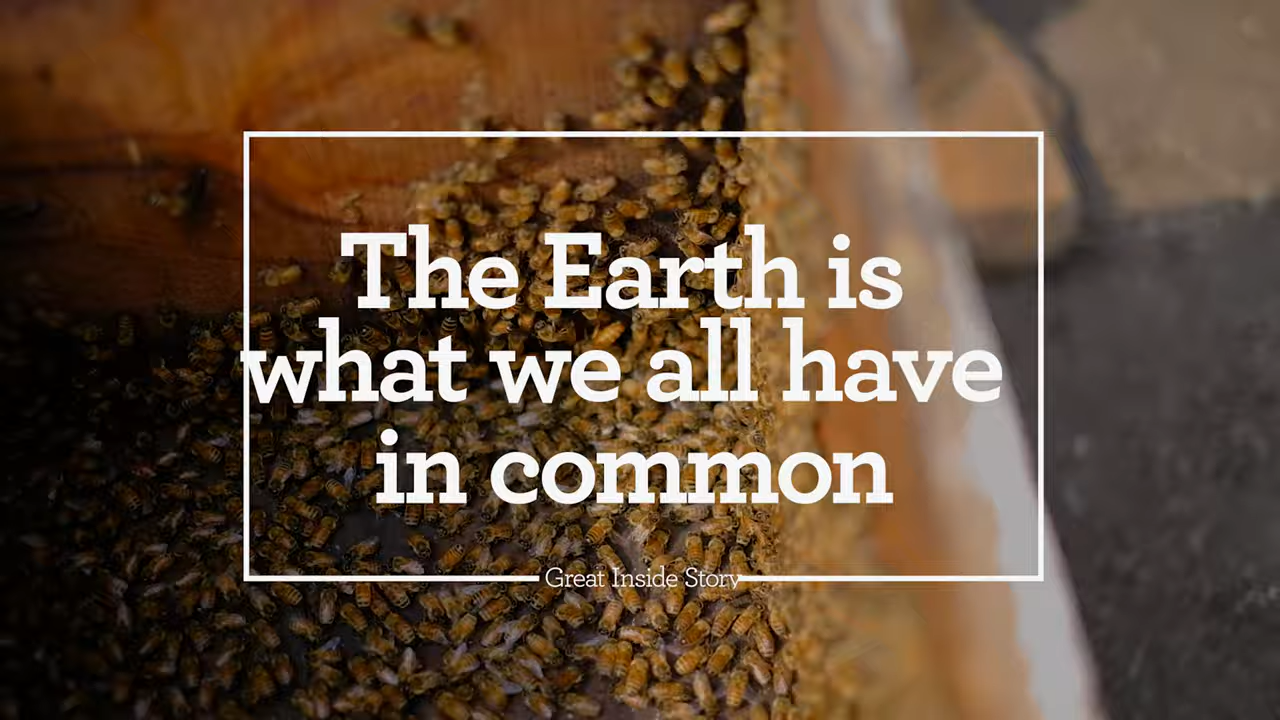 The Earth is
what we all have
in common
Great Inside Story